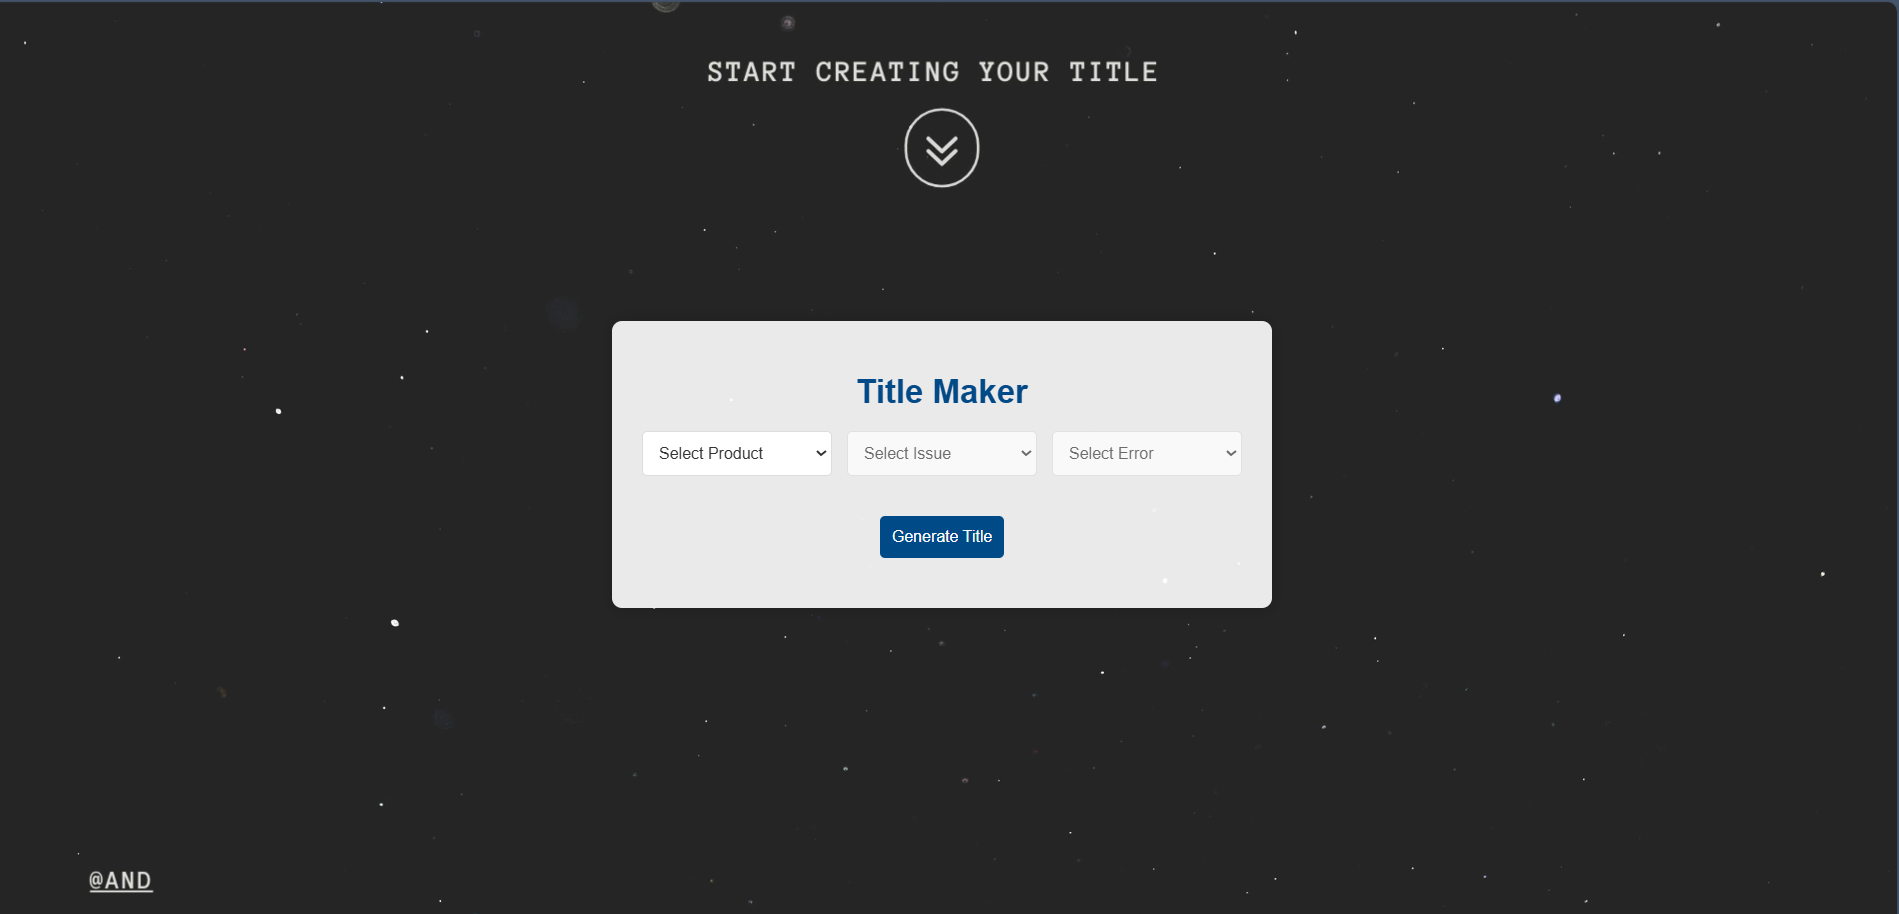 START CREATING YOUR TITLE
Title Maker
Select Product
Select Issue
Select Error
Generate Title
@AND